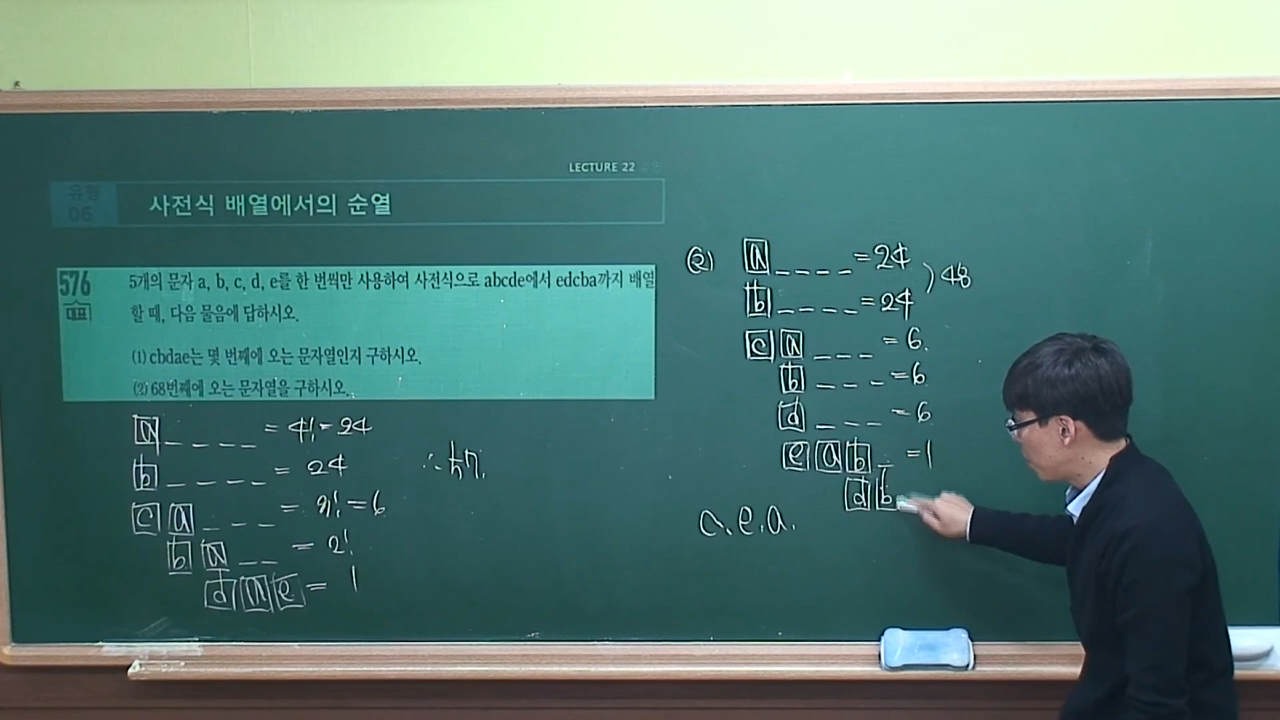 LECTURE 22
유형 06
사전식 배열에서의 순열
576
대표
5개의 문자 a, b, c, d, e를 한 번씩만 사용하여 사전식으로 abcde에서 edcba까지 배열
할 때, 다음 물음에 답하시오.
(1) cbdae는 몇 번째에 오는 문자열인지 구하시오.
(2) 68번째에 오는 문자열을 구하시오.
a _ _ _ _ = 4! = 24
b _ _ _ _ = 24
c a _ _ _ = 3! = 6
b a _ _ = 2!
d a e = 1
∴ 57.
(2) a _ _ _ _ = 24
b _ _ _ _ = 24 ) 48
c a _ _ _ = 6.
b _ _ _ = 6
d _ _ _ = 6
e a b _ = 1
d b
c. e. a.